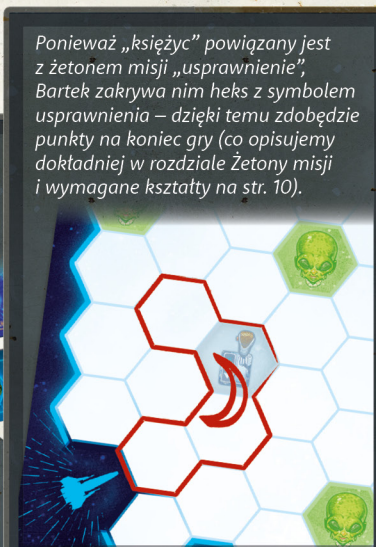 Ponieważ „księżyc” powiązany jest
z żetonem misji „usprawnienie”,
Bartek zakrywa nim heks z symbolem
usprawnienia – dzięki temu zdobędzie
punkty na koniec gry (co opisujemy
dokładniej w rozdziale Żetony misji
i wymagane kształty na str. 10).